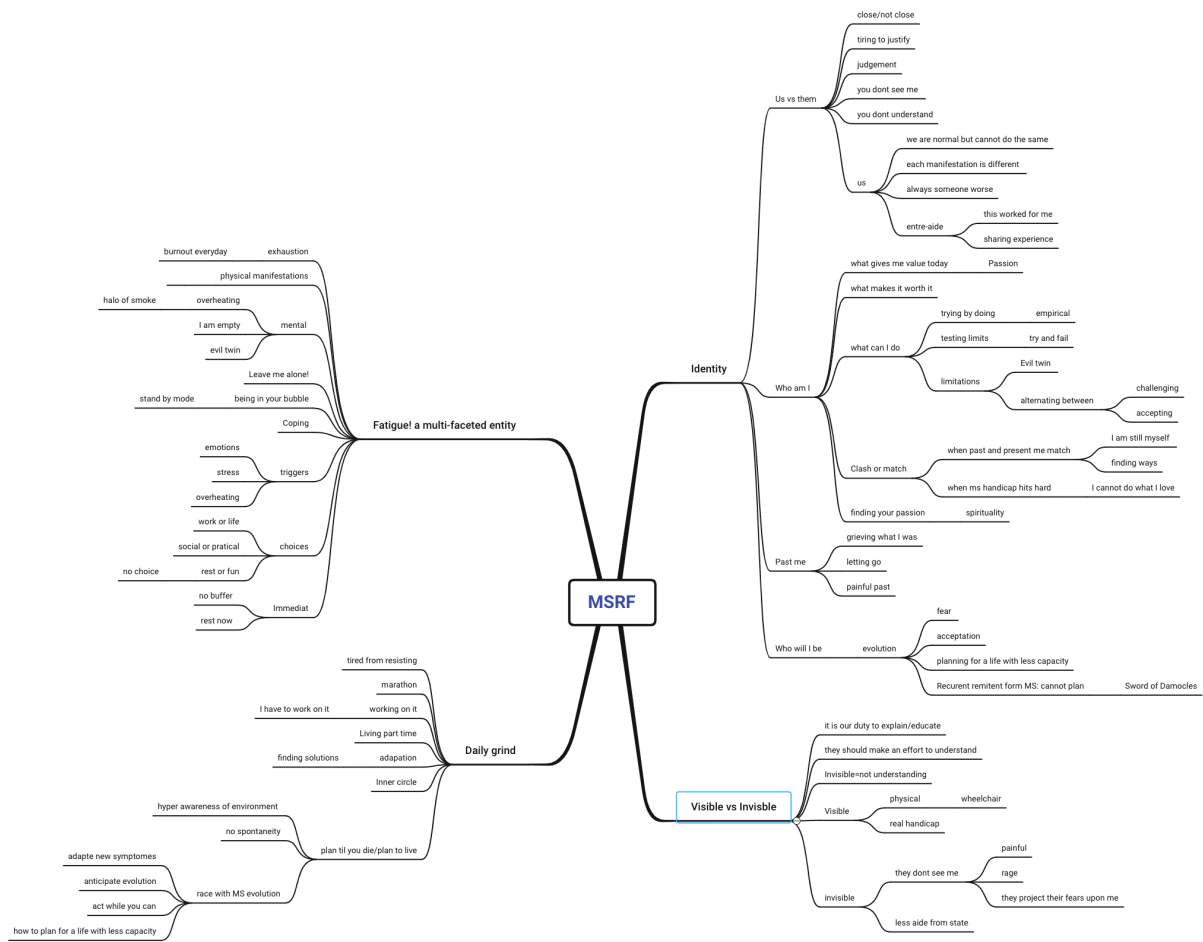 MSRF
Identity
Us vs them
close/not close
tiring to justify
judgement
you dont see me
you dont understand
us
we are normal but cannot do the same
each manifestation is different
always someone worse
entre-aide
this worked for me
sharing experience
Who am I
what gives me value today
Passion
what makes it worth it
what can I do
trying by doing
empirical
testing limits
try and fail
limitations
Evil twin
alternating between
challenging
accepting
Clash or match
when past and present me match
I am still myself
finding ways
when ms handicap hits hard
I cannot do what I love
finding your passion
spirituality
Past me
grieving what I was
letting go
painful past
Who will I be
evolution
fear
acceptation
planning for a life with less capacity
Recurent remitent form MS: cannot plan
Sword of Damocles
Visible vs Invisble
it is our duty to explain/educate
they should make an effort to understand
Invisible=not understanding
Visible
physical
wheelchair
real handicap
invisible
they dont see me
painful
rage
they project their fears upon me
less aide from state
Fatigue! a multi-faceted entity
exhaustion
burnout everyday
physical manifestations
mental
overheating
halo of smoke
I am empty
evil twin
Leave me alone!
being in your bubble
stand by mode
Coping
triggers
emotions
stress
overheating
choices
work or life
social or pratical
rest or fun
no choice
Immediat
no buffer
rest now
Daily grind
tired from resisting
marathon
working on it
I have to work on it
Living part time
adapation
finding solutions
Inner circle
plan til you die/plan to live
hyper awareness of environment
no spontaneity
race with MS evolution
adapte new symptomes
anticipate evolution
act while you can
how to plan for a life with less capacity